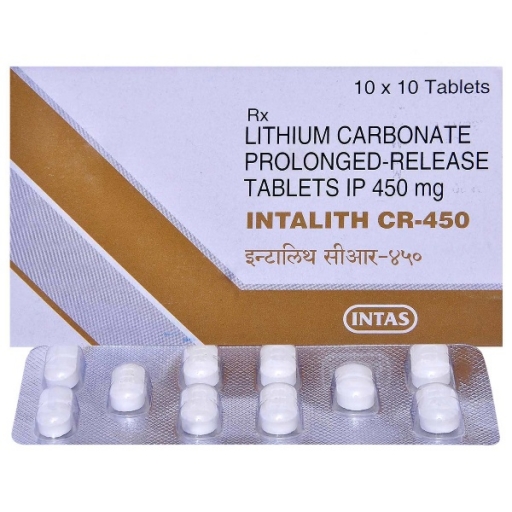 10 x 10 Tablets
Rx
LITHIUM CARBONATE
PROLONGED-RELEASE
TABLETS IP 450 mg
INTALITH CR-450
इन्टालिथ सीआर-४५०
INTAS